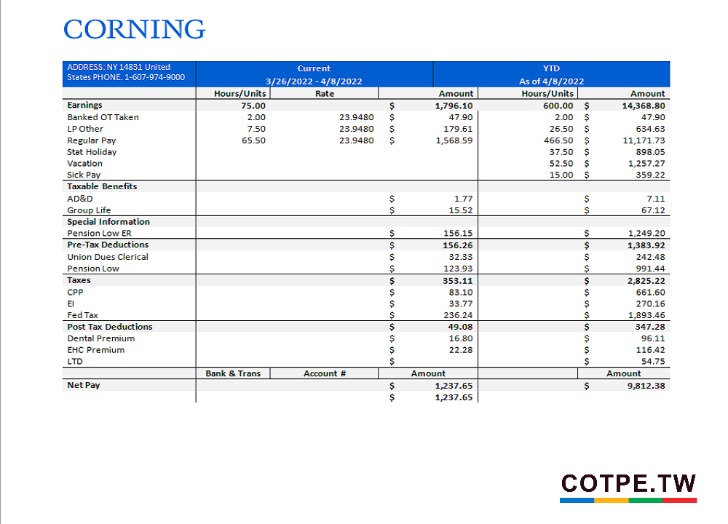 CORNING
ADDRESS: NY 14831 United States PHONE. 1-607-974-9000
Current YTD
3/26/2022 - 4/8/2022 As of 4/8/2022
Hours/Units Rate Amount Hours/Units Amount
Earnings 75.00 $ 1,796.10 600.00 $ 14,368.80
Banked OT Taken 2.00 23.9480 $ 47.90 2.00 $ 47.90
LP Other 7.50 23.9480 $ 179.61 26.50 $ 634.63
Regular Pay 65.50 23.9480 $ 1,568.59 466.50 $ 11,171.73
Stat Holiday 37.50 $ 898.05
Vacation 52.50 $ 1,257.27
Sick Pay 15.00 $ 359.22
Taxable Benefits
AD&D $ 1.77 $ 7.11
Group Life $ 15.52 $ 67.12
Special Information
Pension Low ER $ 156.15 $ 1,249.20
Pre-Tax Deductions $ 156.26 $ 1,383.92
Union Dues Clerical $ 32.33 $ 242.48
Pension Low $ 123.93 $ 991.44
Taxes $ 353.11 $ 2,825.22
CPP $ 83.10 $ 661.60
EI $ 33.77 $ 270.16
Fed Tax $ 236.24 $ 1,893.46
Post Tax Deductions $ 49.08 $ 347.28
Dental Premium $ 16.80 $ 96.11
EHC Premium $ 22.28 $ 116.42
LTD $ $ 54.75
Bank & Trans Account # Amount Amount
Net Pay $ 1,237.65 $ 9,812.38
$ 1,237.65
COTPE.TW